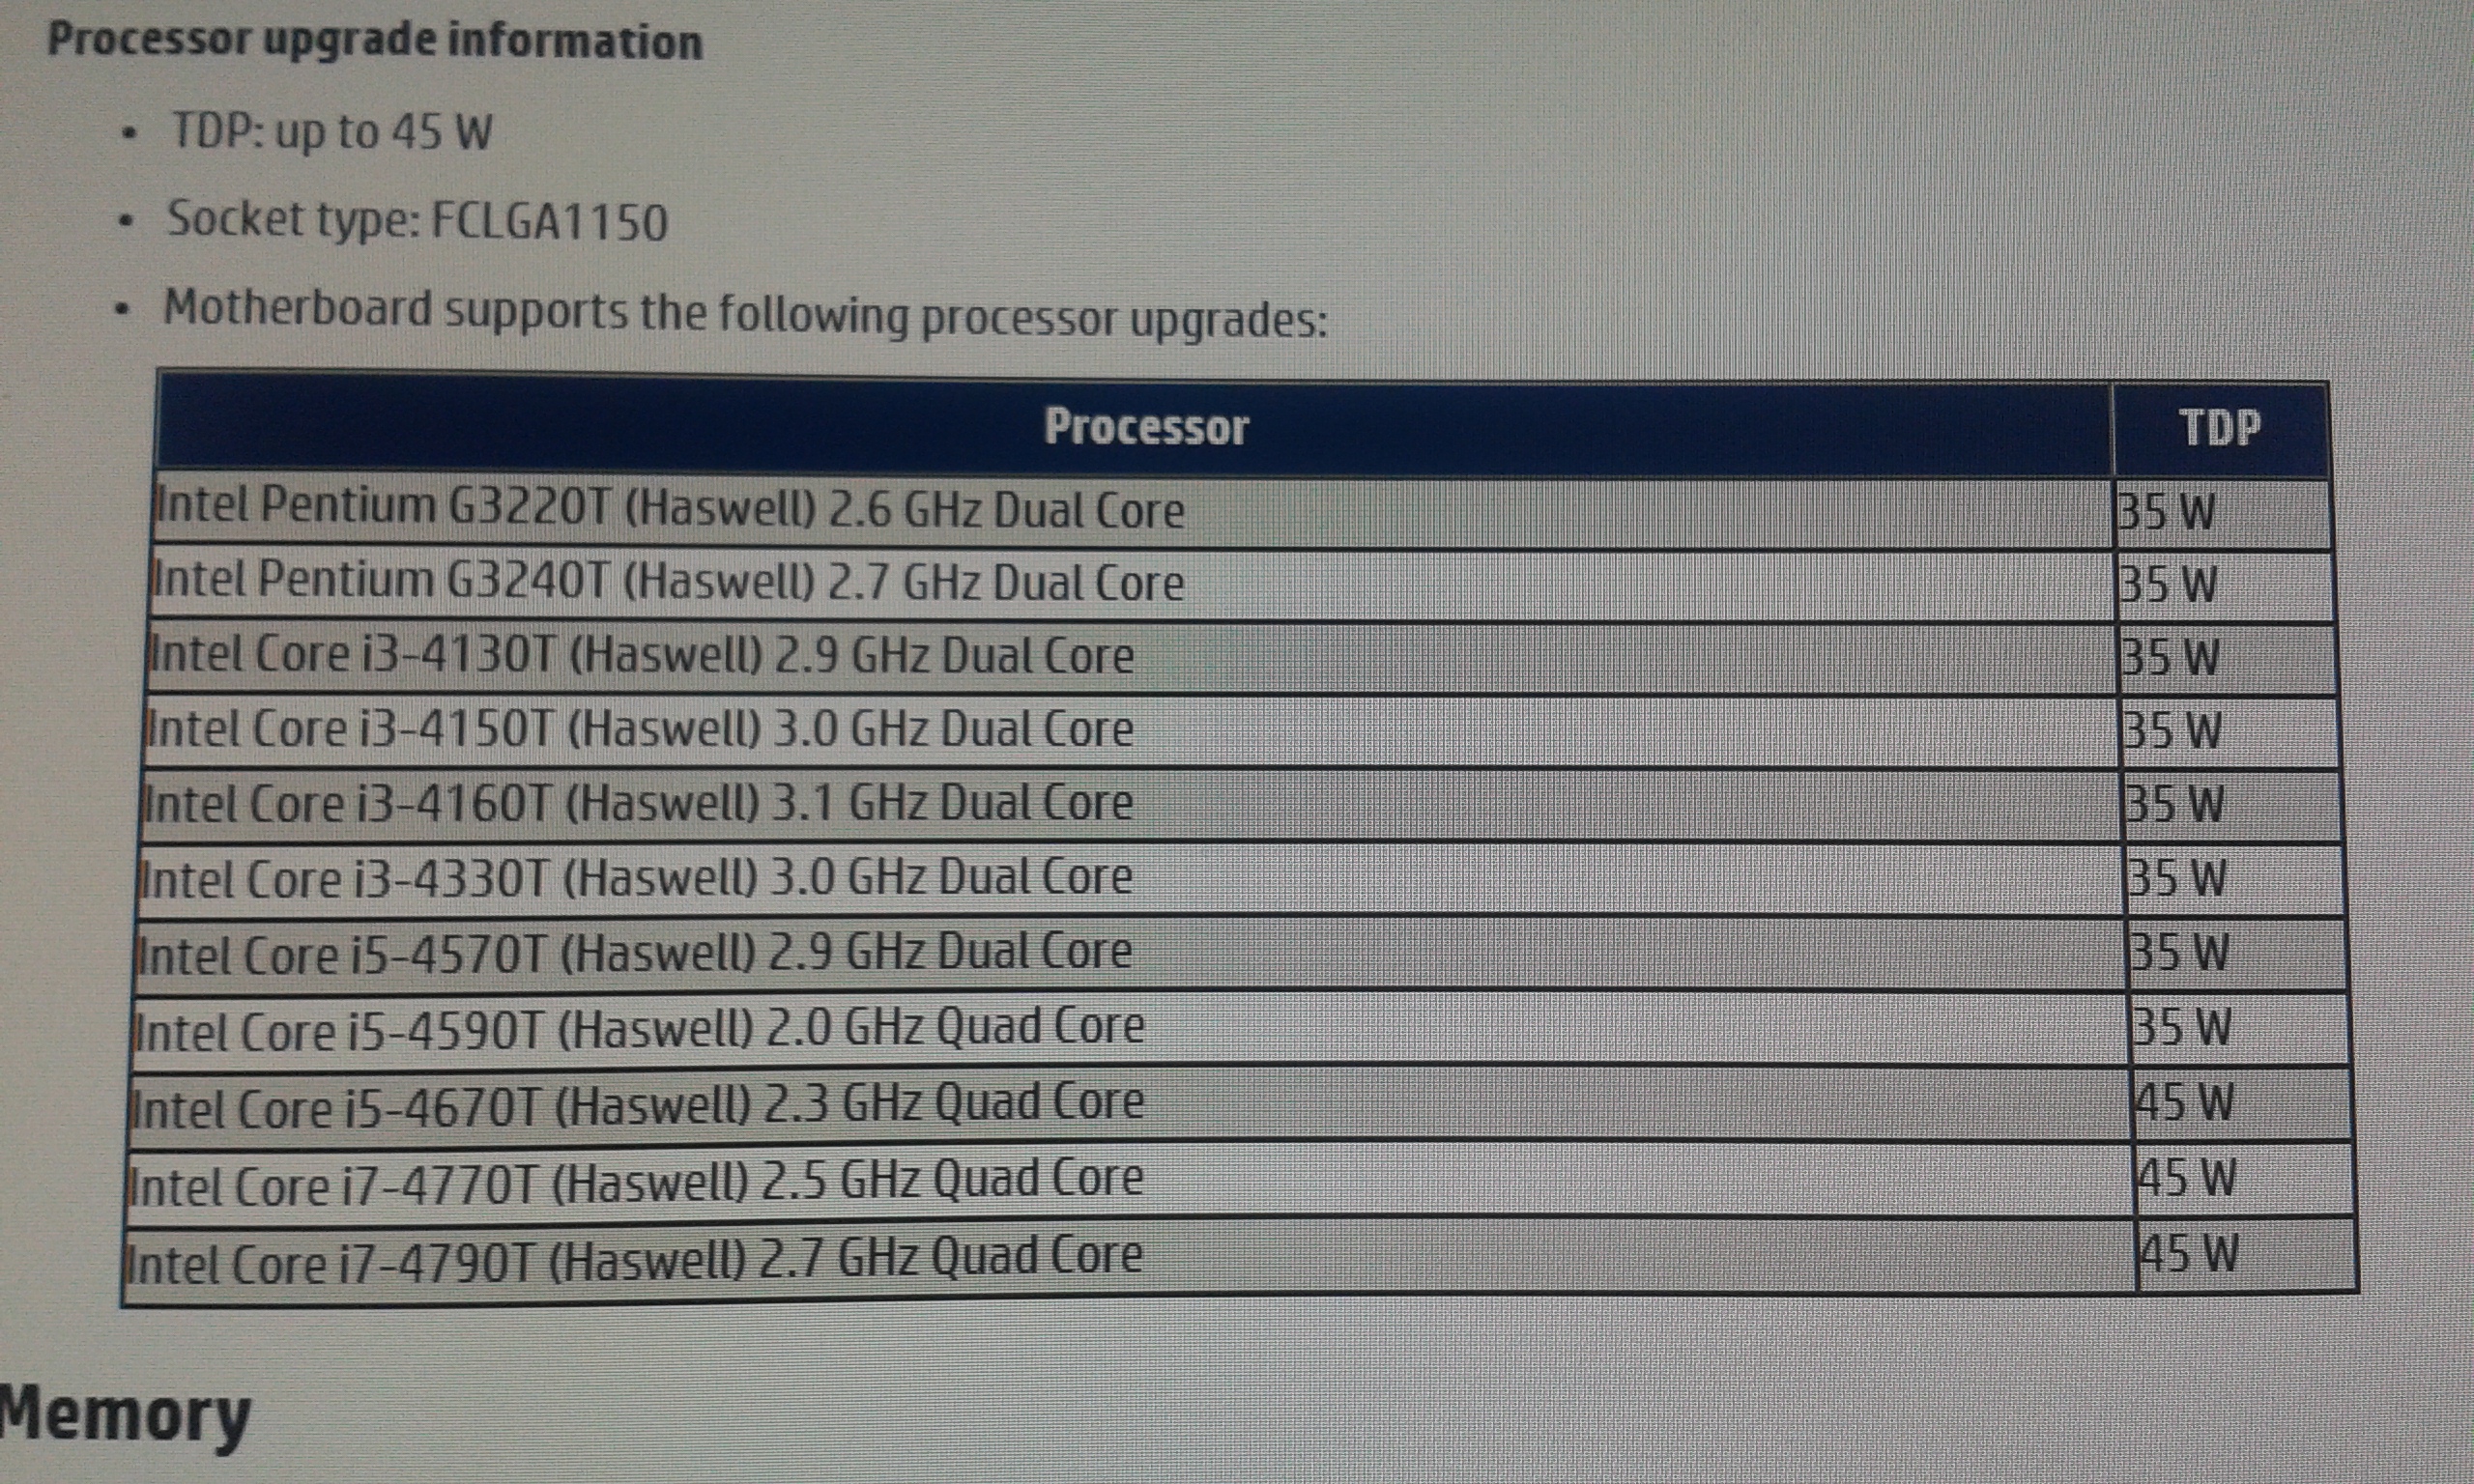 Processor upgrade information
• TDP: up to 45 W
• Socket type: FCLGA1150
• Motherboard supports the following processor upgrades:
Processor TDP
Intel Pentium G3220T (Haswell) 2.6 GHz Dual Core 35 W
Intel Pentium G3240T (Haswell) 2.7 GHz Dual Core 35 W
Intel Core i3-4130T (Haswell) 2.9 GHz Dual Core 35 W
Intel Core i3-4150T (Haswell) 3.0 GHz Dual Core 35 W
Intel Core i3-4160T (Haswell) 3.1 GHz Dual Core 35 W
Intel Core i3-4330T (Haswell) 3.0 GHz Dual Core 35 W
Intel Core i5-4570T (Haswell) 2.9 GHz Dual Core 35 W
Intel Core i5-4590T (Haswell) 2.0 GHz Quad Core 35 W
Intel Core i5-4670T (Haswell) 2.3 GHz Quad Core 45 W
Intel Core i7-4770T (Haswell) 2.5 GHz Quad Core 45 W
Intel Core i7-4790T (Haswell) 2.7 GHz Quad Core 45 W
Memory